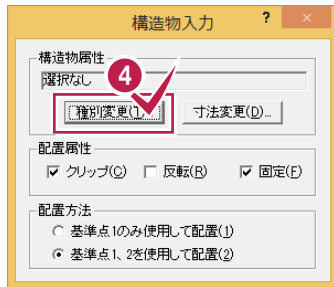 構造物入力 ? ×
構造物属性
選択なし
4
種別変更(T)... 寸法変更(D)...
配置属性
クリップ(C) 反転(R) 固定(F)
配置方法
基準点1のみ使用して配置(1)
基準点1、2を使用して配置(2)